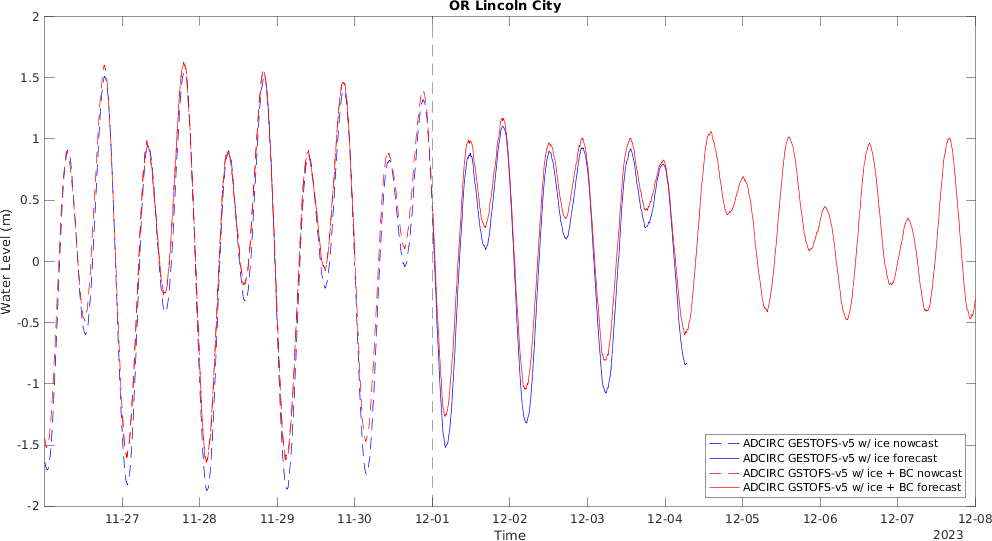 OR Lincoln City
2
1.5
1
0.5
0
-0.5
-1
-1.5
-2
Water Level (m)
11-27 11-28 11-29 11-30 12-01 12-02 12-03 12-04 12-05 12-06 12-07 12-08
2023
Time
ADCIRC GESTOFS-v5 w/ ice nowcast
ADCIRC GESTOFS-v5 w/ ice forecast
ADCIRC GSTOFS-v5 w/ ice + BC nowcast
ADCIRC GSTOFS-v5 w/ ice + BC forecast